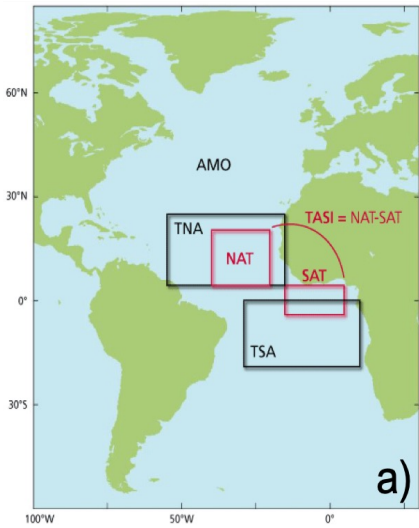 60°N
AMO
30°N
TNA
TASI = NAT-SAT
NAT
SAT
0°
TSA
30°S
a)
100°W
50°W
0°